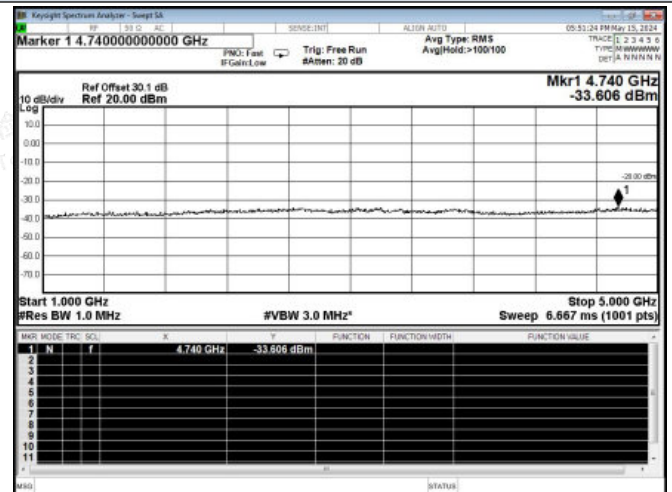 Keysight Spectrum Analyzer - Swept SA
RF 50 Ω AC SENSE:INT ALIGN AUTO 05:51:24 PM May 15, 2024
Marker 1 4.740000000000 GHz
PNO: Fast
IFGain:Low
Trig: Free Run
#Atten: 20 dB
Avg Type: RMS
Avg|Hold:>100/100
TRACE 1 2 3 4 5 6
TYPE M WWWWW
DET A N N N N N
Ref Offset 30.1 dB
10 dB/div Ref 20.00 dBm
Log
Mkr1 4.740 GHz
-33.606 dBm
10.0
0.00
-10.0
-20.0
-20.00 dBm
-30.0
1
-40.0
-50.0
-60.0
-70.0
Start 1.000 GHz Stop 5.000 GHz
#Res BW 1.0 MHz #VBW 3.0 MHz* Sweep 6.667 ms (1001 pts)
MKR MODE TRC SCL X Y FUNCTION FUNCTION WIDTH FUNCTION VALUE
1 N f 4.740 GHz -33.606 dBm
2
3
4
5
6
7
8
9
10
11
MSG STATUS